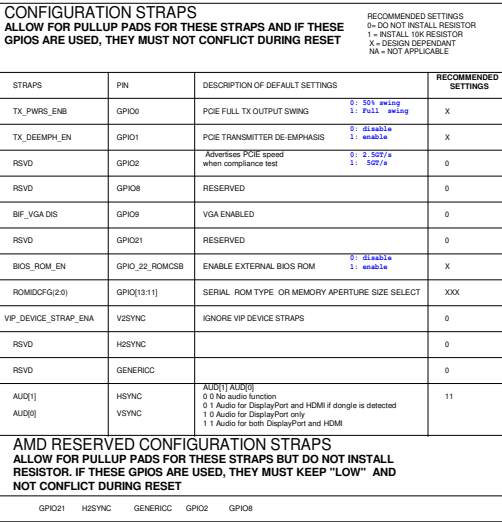 CONFIGURATION STRAPS
ALLOW FOR PULLUP PADS FOR THESE STRAPS AND IF THESE
GPIOS ARE USED, THEY MUST NOT CONFLICT DURING RESET
RECOMMENDED SETTINGS
0= DO NOT INSTALL RESISTOR
1 = INSTALL 10K RESISTOR
X = DESIGN DEPENDANT
NA = NOT APPLICABLE
STRAPS PIN DESCRIPTION OF DEFAULT SETTINGS RECOMMENDED SETTINGS
TX_PWRS_ENB GPIO0 PCIE FULL TX OUTPUT SWING 0: 50% swing X
1: Full swing
TX_DEEMPH_EN GPIO1 PCIE TRANSMITTER DE-EMPHASIS 0: disable X
1: enable
RSVD GPIO2 Advertises PCIE speed 0: 2.5GT/s 0
when compliance test 1: 5GT/s
RSVD GPIO8 RESERVED 0
BIF_VGA DIS GPIO9 VGA ENABLED 0
RSVD GPIO21 RESERVED 0
BIOS_ROM_EN GPIO_22_ROMCSB ENABLE EXTERNAL BIOS ROM 0: disable X
1: enable
ROMIDCFG(2:0) GPIO[13:11] SERIAL ROM TYPE OR MEMORY APERTURE SIZE SELECT XXX
VIP_DEVICE_STRAP_ENA V2SYNC IGNORE VIP DEVICE STRAPS 0
RSVD H2SYNC 0
RSVD GENERICC 0
AUD[1] AUD[0]
AUD[1] HSYNC 0 0 No audio function 11
0 1 Audio for DisplayPort and HDMI if dongle is detected
AUD[0] VSYNC 1 0 Audio for DisplayPort only
1 1 Audio for both DisplayPort and HDMI
AMD RESERVED CONFIGURATION STRAPS
ALLOW FOR PULLUP PADS FOR THESE STRAPS BUT DO NOT INSTALL
RESISTOR. IF THESE GPIOS ARE USED, THEY MUST KEEP "LOW" AND
NOT CONFLICT DURING RESET
GPIO21 H2SYNC GENERICC GPIO2 GPIO8